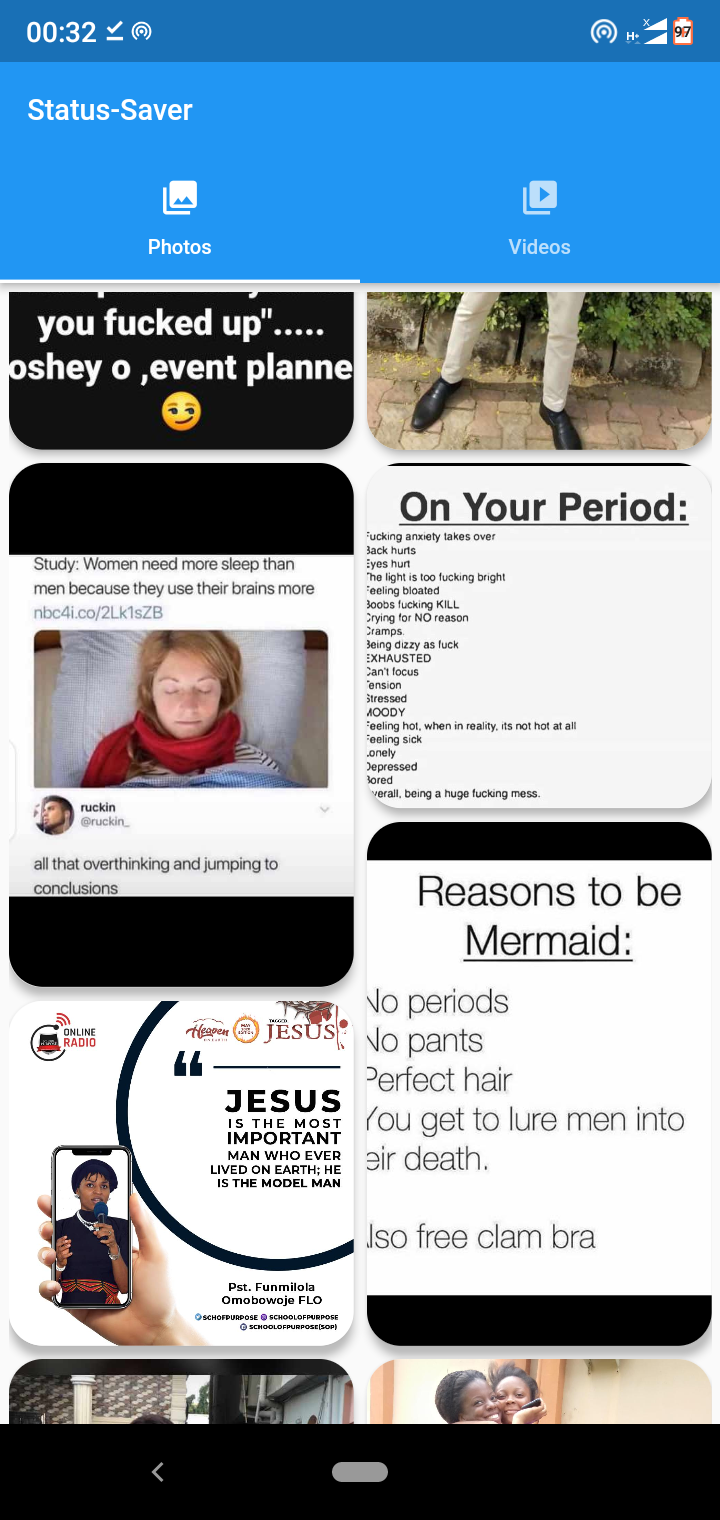 00:32
H+
x
97
Status-Saver
Photos
Videos
you fucked up".....
oshey o ,event planne
😏
Study: Women need more sleep than
men because they use their brains more
nbc4i.co/2Lk1sZB
ruckin
@ruckin_
all that overthinking and jumping to
conclusions
On Your Period:
Fucking anxiety takes over
Back hurts
Eyes hurt
The light is too fucking bright
Feeling bloated
Boobs fucking KILL
Crying for NO reason
Cramps.
Being dizzy as fuck
EXHAUSTED
Can't focus
Tension
Stressed
MOODY
Feeling hot, when in reality, its not hot at all
Feeling sick
Lonely
Depressed
Bored
verall, being a huge fucking mess.
Reasons to be
Mermaid:
No periods
No pants
Perfect hair
You get to lure men into
eir death.
lso free clam bra
ONLINE
RADIO
Heaven
ON EARTH
MAY
EDITION
TAGGED
JESUS
“
JESUS
IS THE MOST
IMPORTANT
MAN WHO EVER
LIVED ON EARTH; HE
IS THE MODEL MAN
Pst. Funmilola
Omobowoje FLO
SCHOFPURPOSE SCHOOLOFPURPOSE
SCHOOLOFPURPOSE(SOP)